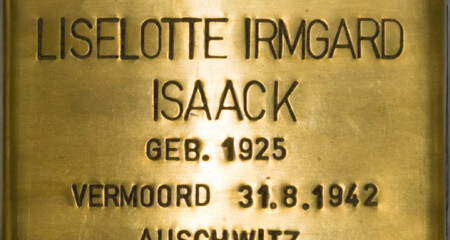 LISELOTTE IRMGARD
ISAACK
GEB. 1925
VERMOORD 31.8.1942
AUSCHWITZ